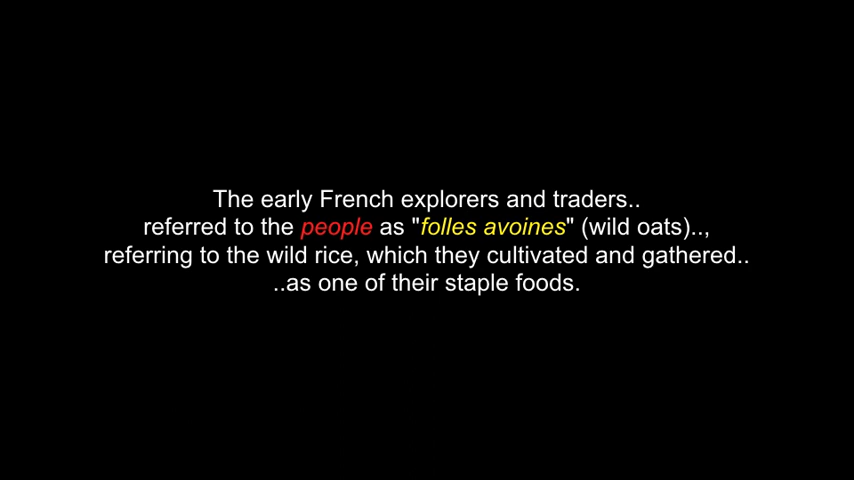 The early French explorers and traders..
referred to the people as "folles avoines" (wild oats)..,
referring to the wild rice, which they cultivated and gathered..
..as one of their staple foods.